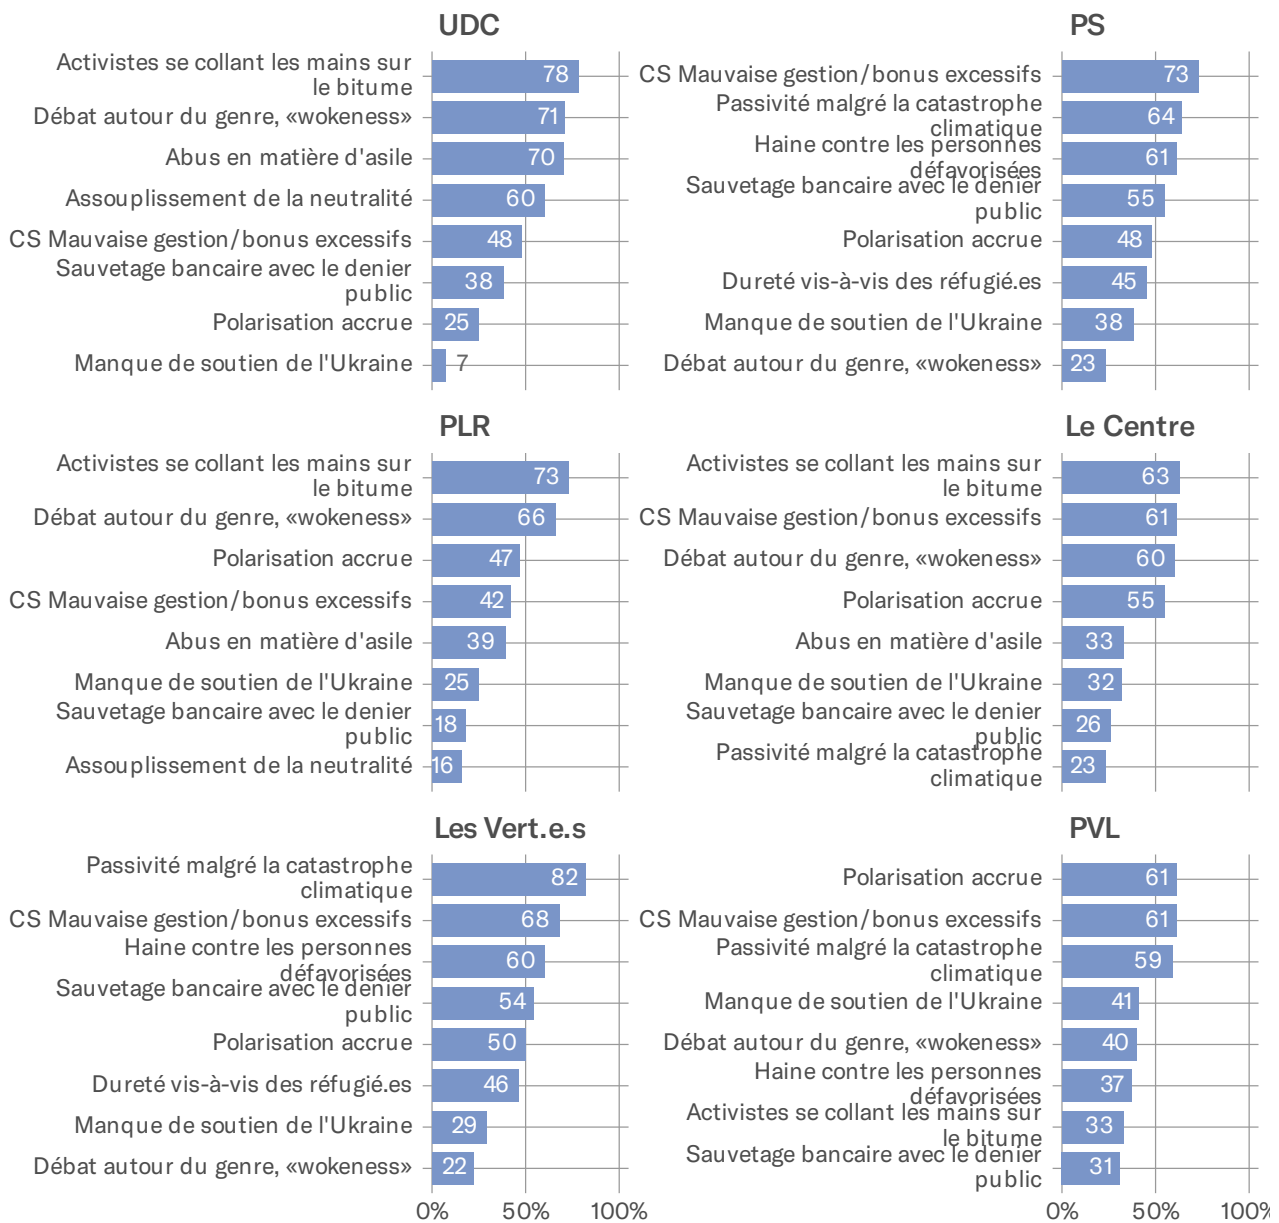 UDC
Activistes se collant les mains sur
le bitume
78
Débat autour du genre, «wokeness»
71
Abus en matière d'asile
70
Assouplissement de la neutralité
60
CS Mauvaise gestion/bonus excessifs
48
Sauvetage bancaire avec le denier
public
38
Polarisation accrue
25
Manque de soutien de l'Ukraine
7
PS
CS Mauvaise gestion/bonus excessifs
73
Passivité malgré la catastrophe
climatique
64
Haine contre les personnes
défavorisées
61
Sauvetage bancaire avec le denier
public
55
Polarisation accrue
48
Dureté vis-à-vis des réfugié.es
45
Manque de soutien de l'Ukraine
38
Débat autour du genre, «wokeness»
23
PLR
Activistes se collant les mains sur
le bitume
73
Débat autour du genre, «wokeness»
66
Polarisation accrue
47
CS Mauvaise gestion/bonus excessifs
42
Abus en matière d'asile
39
Manque de soutien de l'Ukraine
25
Sauvetage bancaire avec le denier
public
18
Assouplissement de la neutralité
16
Le Centre
Activistes se collant les mains sur
le bitume
63
CS Mauvaise gestion/bonus excessifs
61
Débat autour du genre, «wokeness»
60
Polarisation accrue
55
Abus en matière d'asile
33
Manque de soutien de l'Ukraine
32
Sauvetage bancaire avec le denier
public
26
Passivité malgré la catastrophe
climatique
23
Les Vert.e.s
Passivité malgré la catastrophe
climatique
82
CS Mauvaise gestion/bonus excessifs
68
Haine contre les personnes
défavorisées
60
Sauvetage bancaire avec le denier
public
54
Polarisation accrue
50
Dureté vis-à-vis des réfugié.es
46
Manque de soutien de l'Ukraine
29
Débat autour du genre, «wokeness»
22
0% 50% 100%
PVL
Polarisation accrue
61
CS Mauvaise gestion/bonus excessifs
61
Passivité malgré la catastrophe
climatique
59
Manque de soutien de l'Ukraine
41
Débat autour du genre, «wokeness»
40
Haine contre les personnes
défavorisées
37
Activistes se collant les mains sur
le bitume
33
Sauvetage bancaire avec le denier
public
31
0% 50% 100%